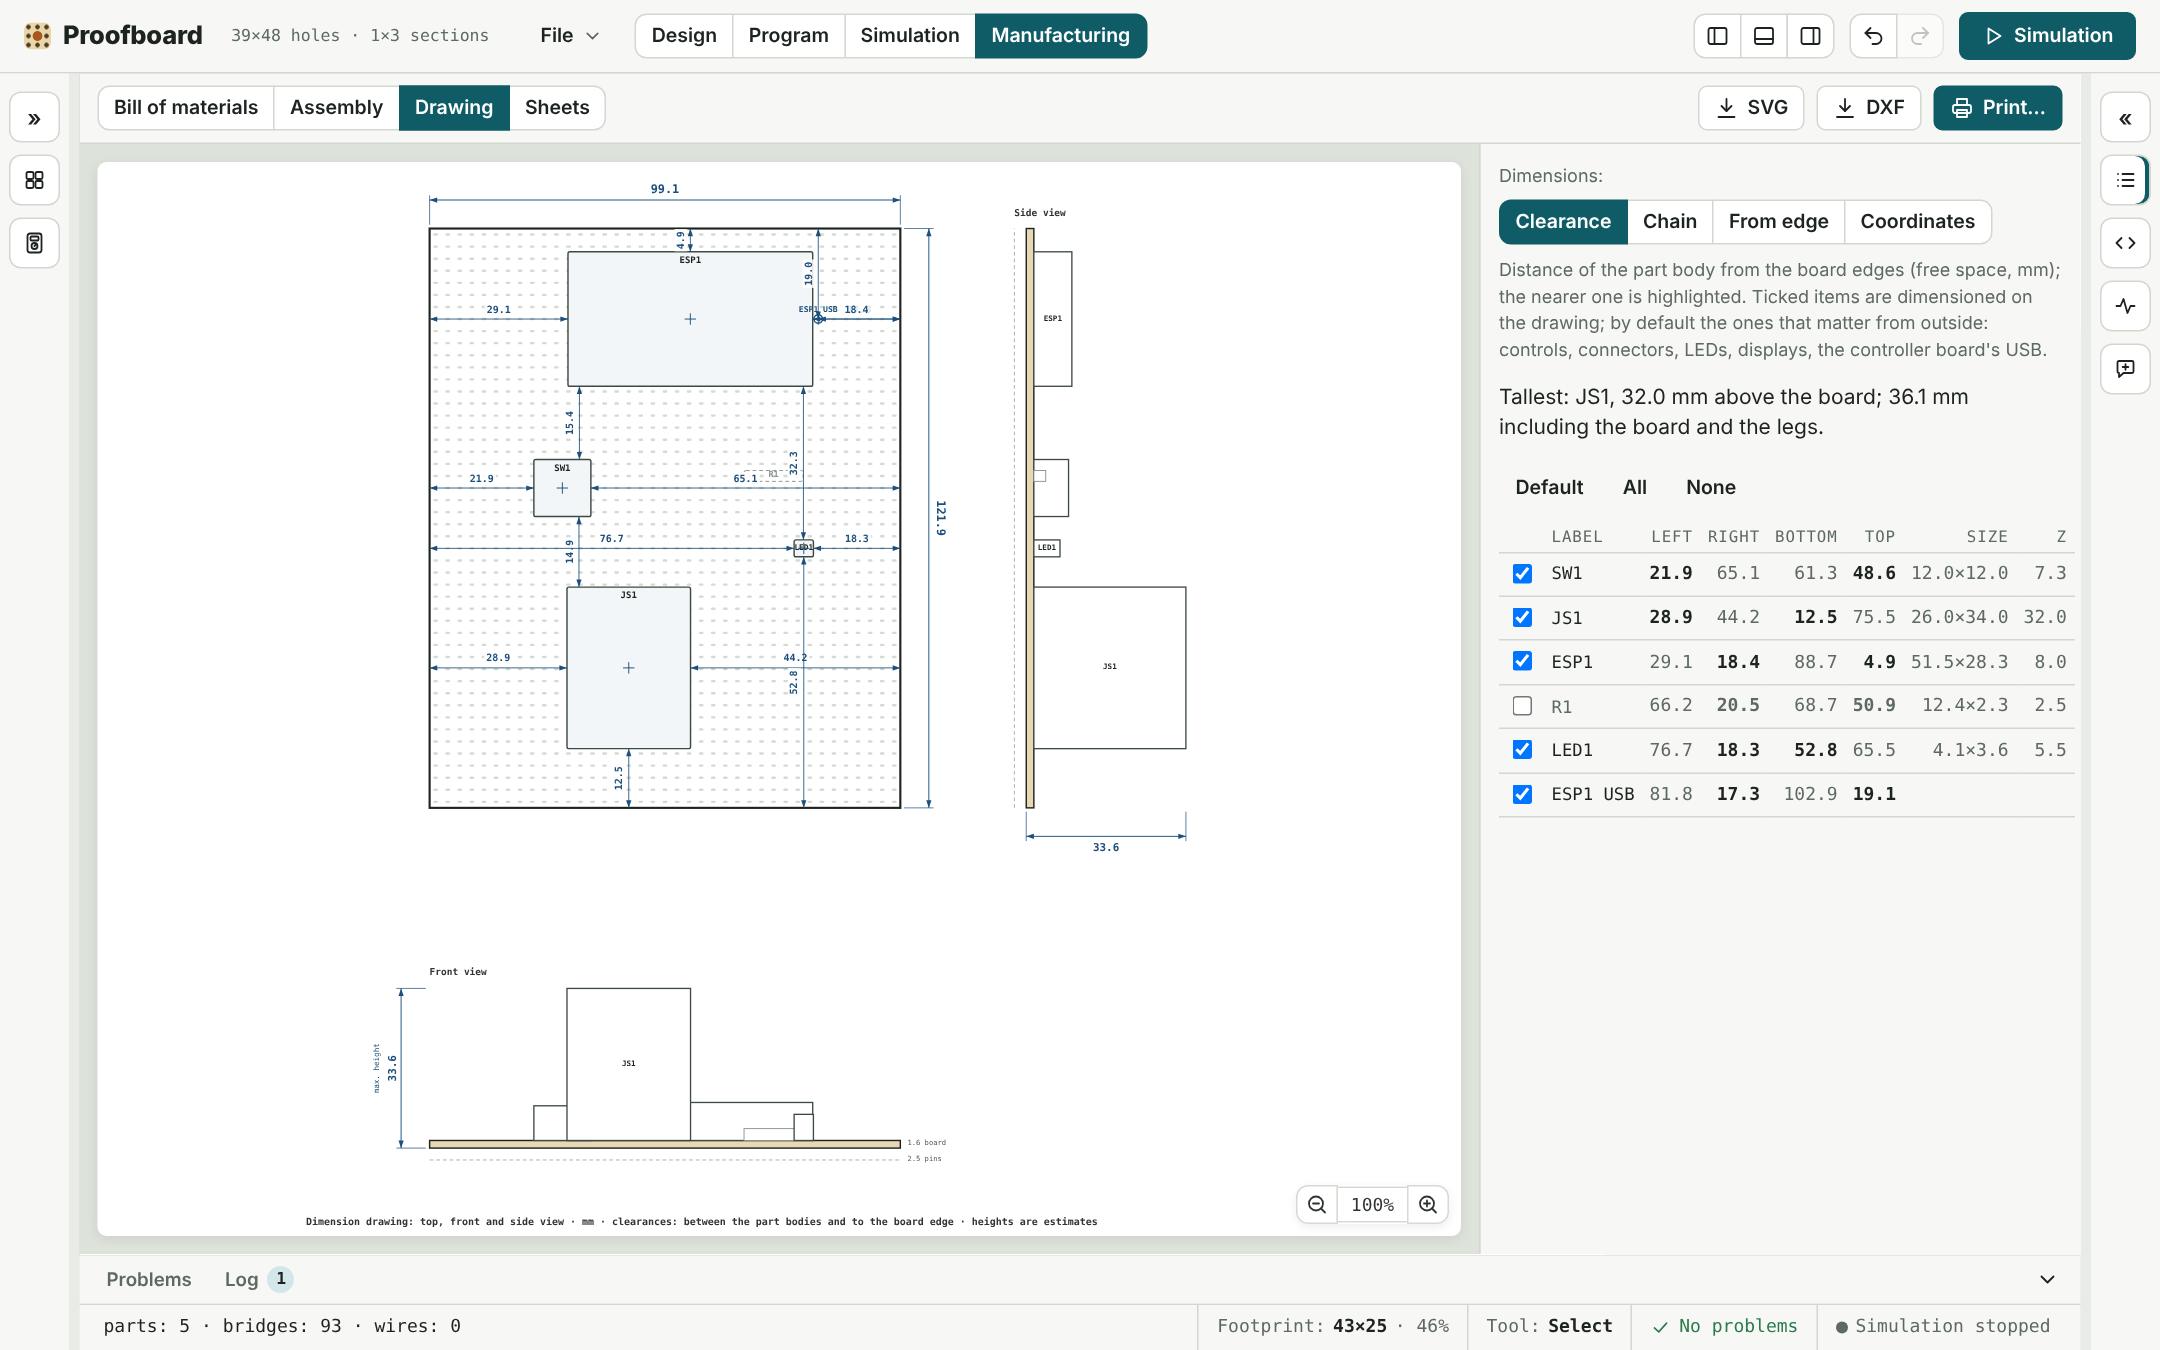 Proofboard
39×48 holes · 1×3 sections
File
Design
Program
Simulation
Manufacturing
Simulation
Bill of materials
Assembly
Drawing
Sheets
SVG
DXF
Print...
99.1
Side view
4.9
ESP1
19.0
29.1
ESP1 USB
18.4
ESP1
15.4
SW1
R1
32.3
21.9
65.1
121.9
14.9
76.7
LED1
18.3
LED1
JS1
28.9
44.2
52.8
JS1
12.5
33.6
Front view
max. height
33.6
JS1
1.6 board
2.5 pins
Dimension drawing: top, front and side view · mm · clearances: between the part bodies and to the board edge · heights are estimates
100%
Dimensions:
Clearance
Chain
From edge
Coordinates
Distance of the part body from the board edges (free space, mm);
the nearer one is highlighted. Ticked items are dimensioned on
the drawing; by default the ones that matter from outside:
controls, connectors, LEDs, displays, the controller board's USB.
Tallest: JS1, 32.0 mm above the board; 36.1 mm
including the board and the legs.
Default
All
None
LABEL LEFT RIGHT BOTTOM TOP SIZE Z
SW1 21.9 65.1 61.3 48.6 12.0×12.0 7.3
JS1 28.9 44.2 12.5 75.5 26.0×34.0 32.0
ESP1 29.1 18.4 88.7 4.9 51.5×28.3 8.0
R1 66.2 20.5 68.7 50.9 12.4×2.3 2.5
LED1 76.7 18.3 52.8 65.5 4.1×3.6 5.5
ESP1 USB 81.8 17.3 102.9 19.1
Problems
Log 1
parts: 5 · bridges: 93 · wires: 0
Footprint: 43×25 · 46%
Tool: Select
No problems
Simulation stopped